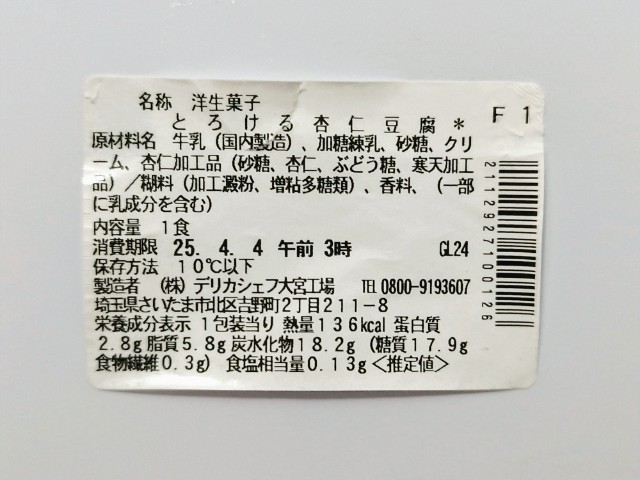 名称 洋生菓子
とろける杏仁豆腐* F1
原材料名 牛乳(国内製造)、加糖練乳、砂糖、クリ
ーム、杏仁加工品(砂糖、杏仁、ぶどう糖、寒天加工
品)/糊料(加工澱粉、増粘多糖類)、香料、(一部
に乳成分を含む)
内容量 1食
消費期限 25. 4. 4 午前 3時 GL24
保存方法 10℃以下
製造者 (株)デリカシェフ大宮工場 TEL 0800-9193607
埼玉県さいたま市北区吉野町2丁目211-8
栄養成分表示 1包装当り 熱量136kcal 蛋白質
2.8g 脂質5.8g 炭水化物18.2g (糖質17.9g
食物繊維0.3g) 食塩相当量0.13g<推定値>
2112927100126